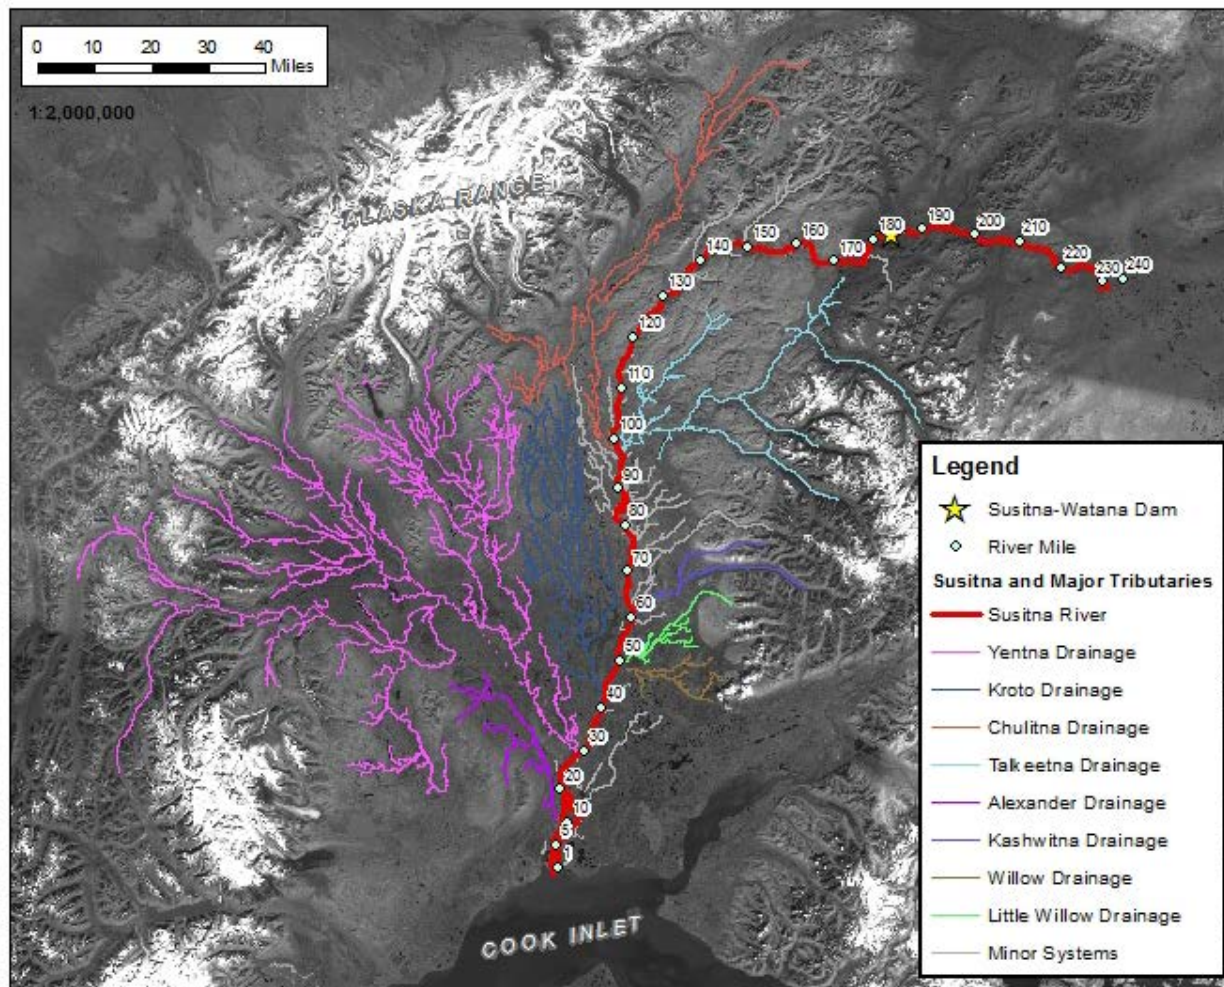 0 10 20 30 40
Miles
1:2,000,000
ALASKA RANGE
140
150
160
170
180
190
200
210
220
230
240
130
120
110
100
90
80
70
60
50
40
30
20
10
5
1
COOK INLET
Legend
Susitna-Watana Dam
River Mile
Susitna and Major Tributaries
Susitna River
Yentna Drainage
Kroto Drainage
Chulitna Drainage
Talkeetna Drainage
Alexander Drainage
Kashwitna Drainage
Willow Drainage
Little Willow Drainage
Minor Systems